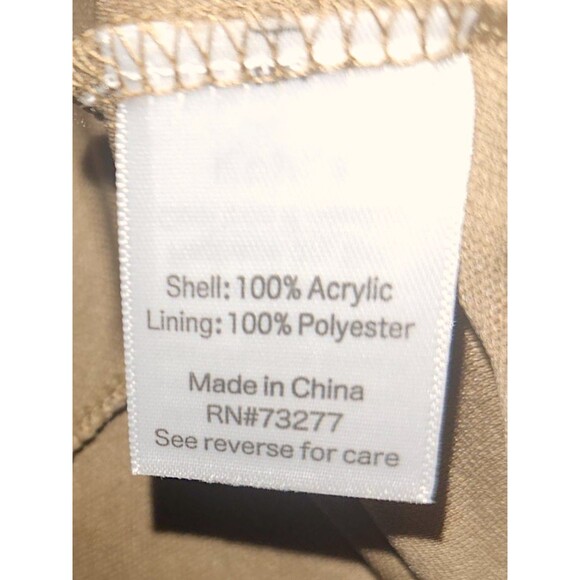 Shell: 100% Acrylic
Lining: 100% Polyester
Made in China
RN#73277
See reverse for care